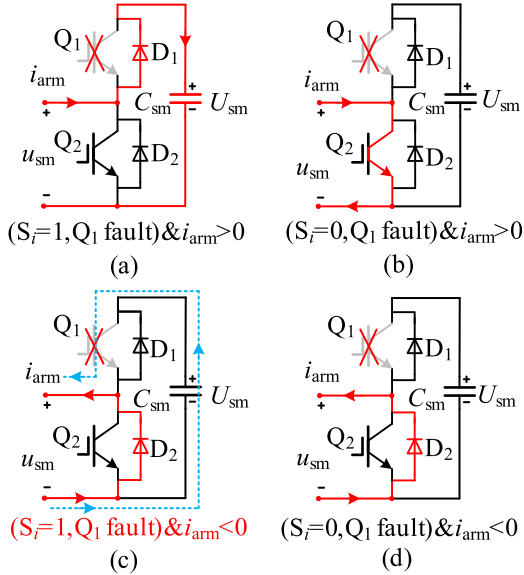 Q1 D1
iarm
+ Csm + - Usm
Q2
usm D2
-
(Si=1,Q1 fault)&iarm>0
(a)
Q1 D1
iarm
+ Csm + - Usm
Q2
usm D2
-
(Si=0,Q1 fault)&iarm>0
(b)
Q1 D1
iarm
+ Csm + - Usm
Q2
usm D2
-
(Si=1,Q1 fault)&iarm<0
(c)
Q1 D1
iarm
+ Csm + - Usm
Q2
usm D2
-
(Si=0,Q1 fault)&iarm<0
(d)